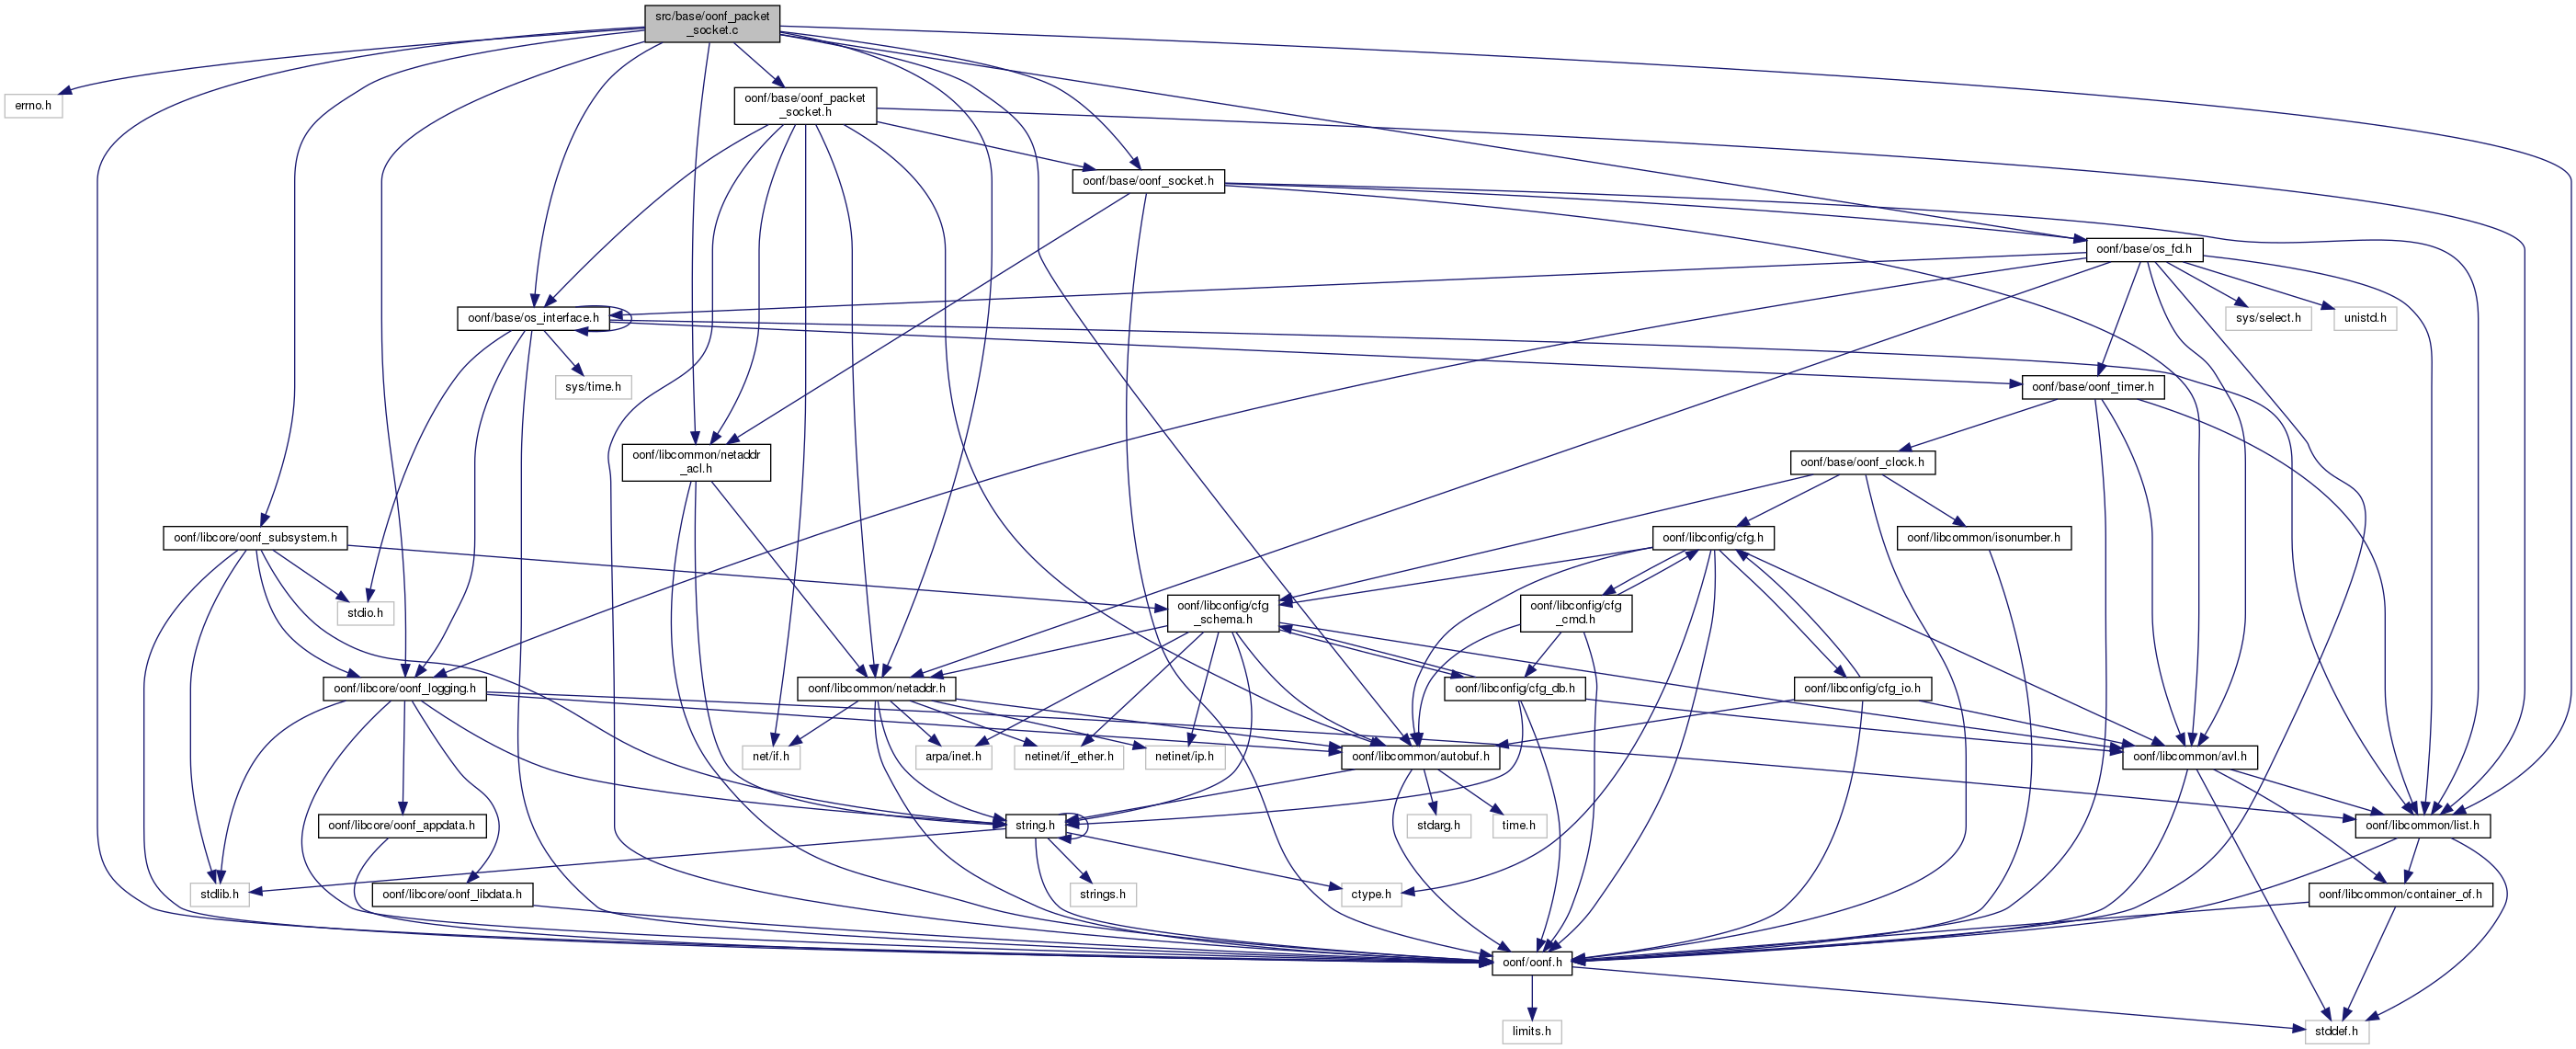 src/base/oonf_packet
_socket.c
errno.h
oonf/base/oonf_packet
_socket.h
oonf/base/oonf_socket.h
oonf/base/os_fd.h
oonf/base/os_interface.h
sys/select.h
unistd.h
sys/time.h
oonf/base/oonf_timer.h
oonf/libcommon/netaddr
_acl.h
oonf/base/oonf_clock.h
oonf/libcore/oonf_subsystem.h
oonf/libconfig/cfg.h
oonf/libcommon/isonumber.h
stdio.h
oonf/libconfig/cfg
_schema.h
oonf/libconfig/cfg
_cmd.h
oonf/libcore/oonf_logging.h
oonf/libcommon/netaddr.h
oonf/libconfig/cfg_db.h
oonf/libconfig/cfg_io.h
net/if.h
arpa/inet.h
netinet/if_ether.h
netinet/ip.h
oonf/libcommon/autobuf.h
oonf/libcommon/avl.h
oonf/libcore/oonf_appdata.h
string.h
stdarg.h
time.h
oonf/libcommon/list.h
stdlib.h
oonf/libcore/oonf_libdata.h
strings.h
ctype.h
oonf/libcommon/container_of.h
oonf/oonf.h
limits.h
stddef.h